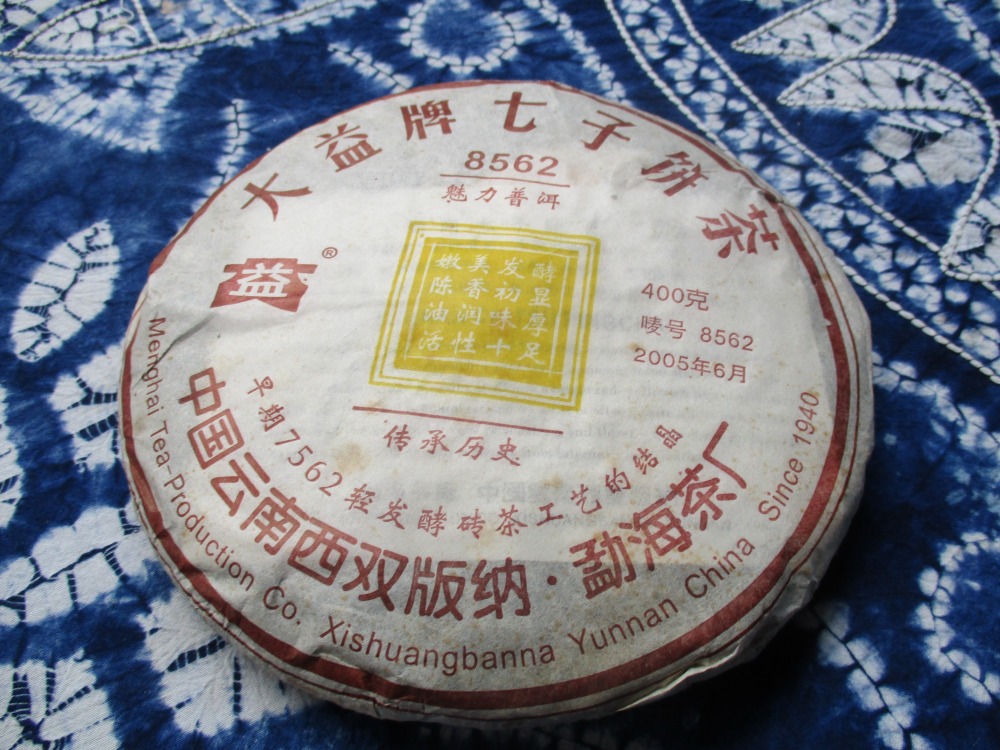 大益牌七子饼茶
8562
魅力普洱
益®
嫩美发酵
陈香初显
油润味厚
活性十足
400克
唛号 8562
2005年6月
传承历史
早期7562轻发酵砖茶工艺的结晶
中国云南西双版纳·勐海茶厂
Menghai Tea-Production Co. Xishuangbanna Yunnan China Since 1940